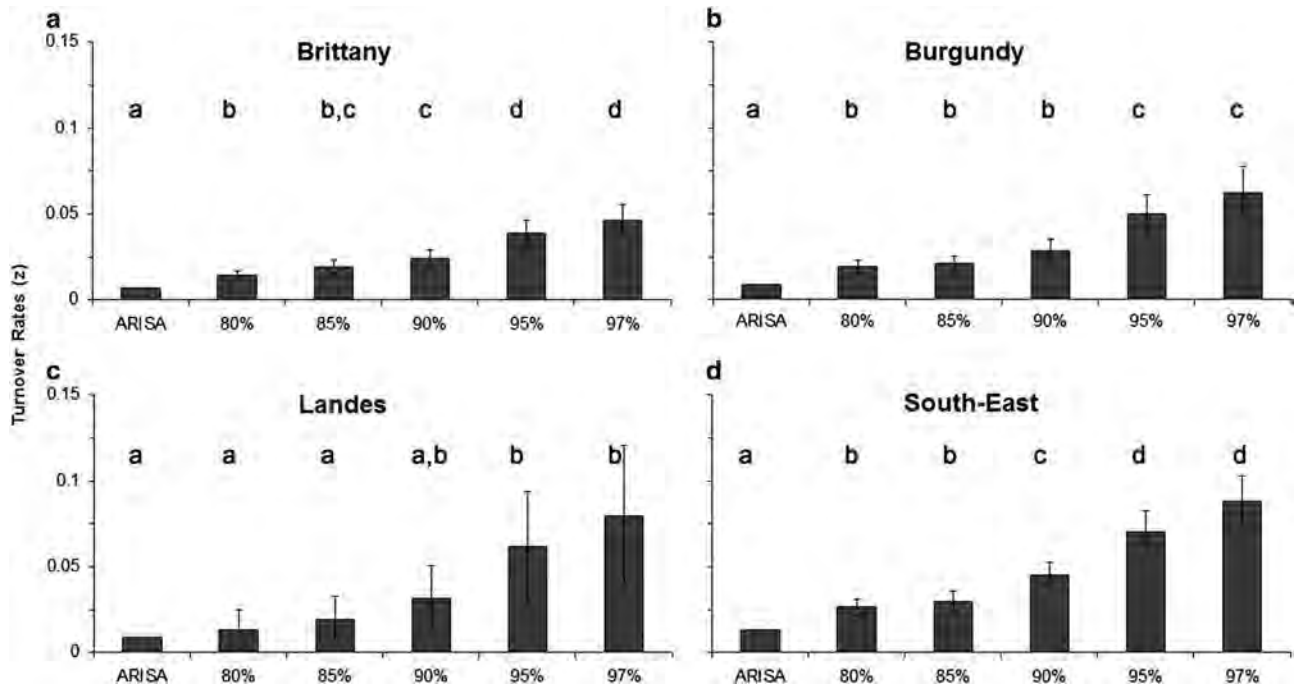 a
b
Brittany
Burgundy
0.15
a b b,c c d d
a b b b c c
0.1
0.05
0
ARISA 80% 85% 90% 95% 97%
ARISA 80% 85% 90% 95% 97%
Turnover Rates (z)
c
d
Landes
South-East
0.15
a a a a,b b b
a b b c d d
0.1
0.05
0
ARISA 80% 85% 90% 95% 97%
ARISA 80% 85% 90% 95% 97%